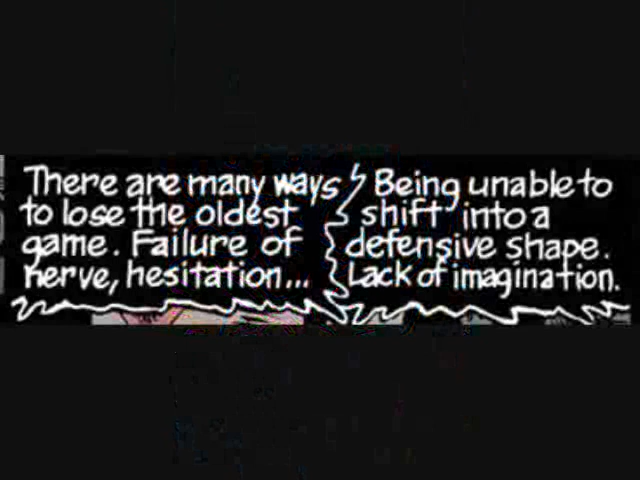 There are many ways
to lose the oldest
game. Failure of
nerve, hesitation...
Being unable to
shift into a
defensive shape.
Lack of imagination.